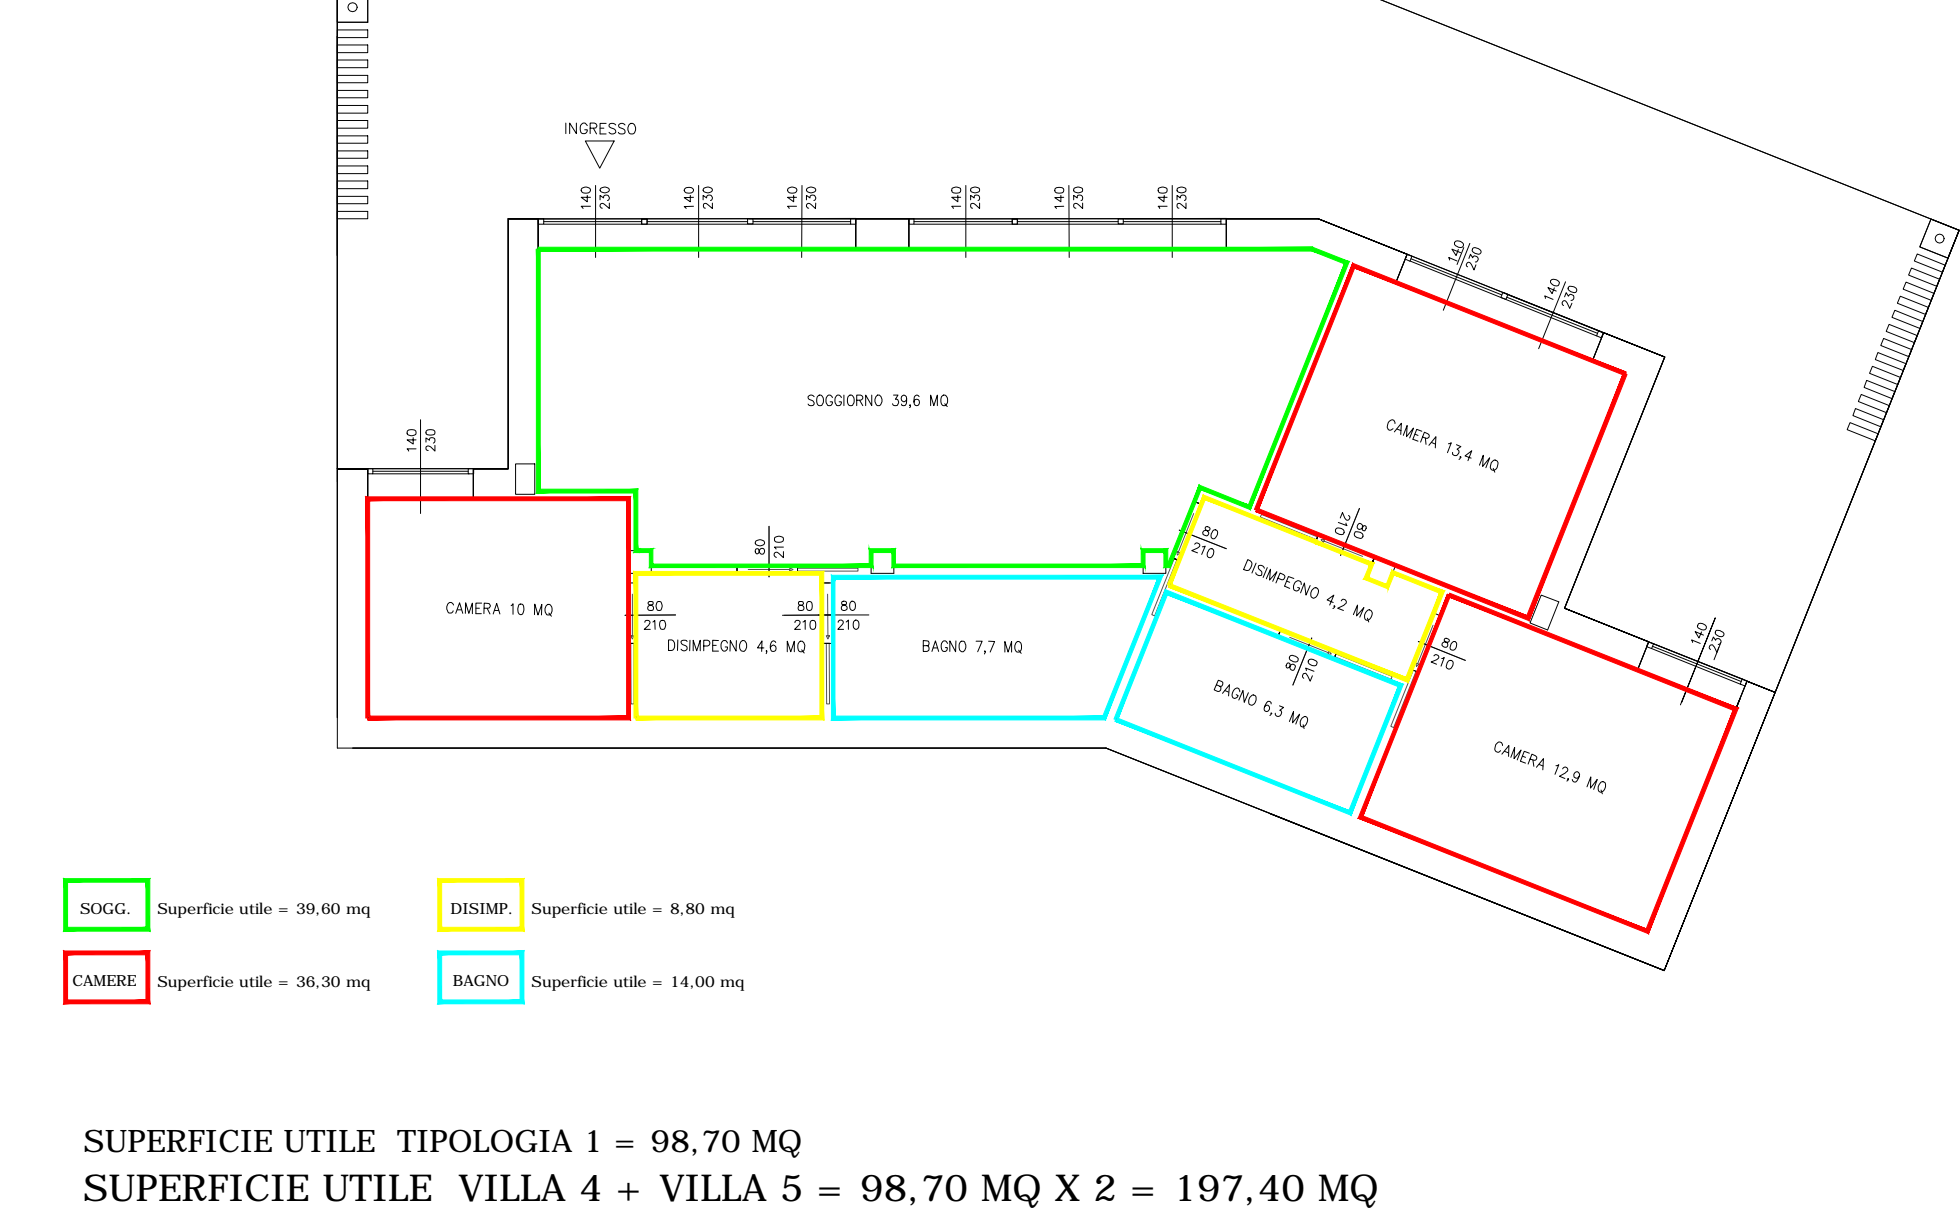 INGRESSO
140
230
140
230
140
230
140
230
140
230
140
230
140
230
140
230
SOGGIORNO 39,6 MQ
140
230
CAMERA 13,4 MQ
80
210
80
210
80
210
DISIMPEGNO 4,2 MQ
CAMERA 10 MQ
80
210
80
210
80
210
DISIMPEGNO 4,6 MQ
BAGNO 7,7 MQ
80
210
80
210
140
230
BAGNO 6,3 MQ
CAMERA 12,9 MQ
SOGG. Superficie utile = 39,60 mq
DISIMP. Superficie utile = 8,80 mq
CAMERE Superficie utile = 36,30 mq
BAGNO Superficie utile = 14,00 mq
SUPERFICIE UTILE TIPOLOGIA 1 = 98,70 MQ
SUPERFICIE UTILE VILLA 4 + VILLA 5 = 98,70 MQ X 2 = 197,40 MQ